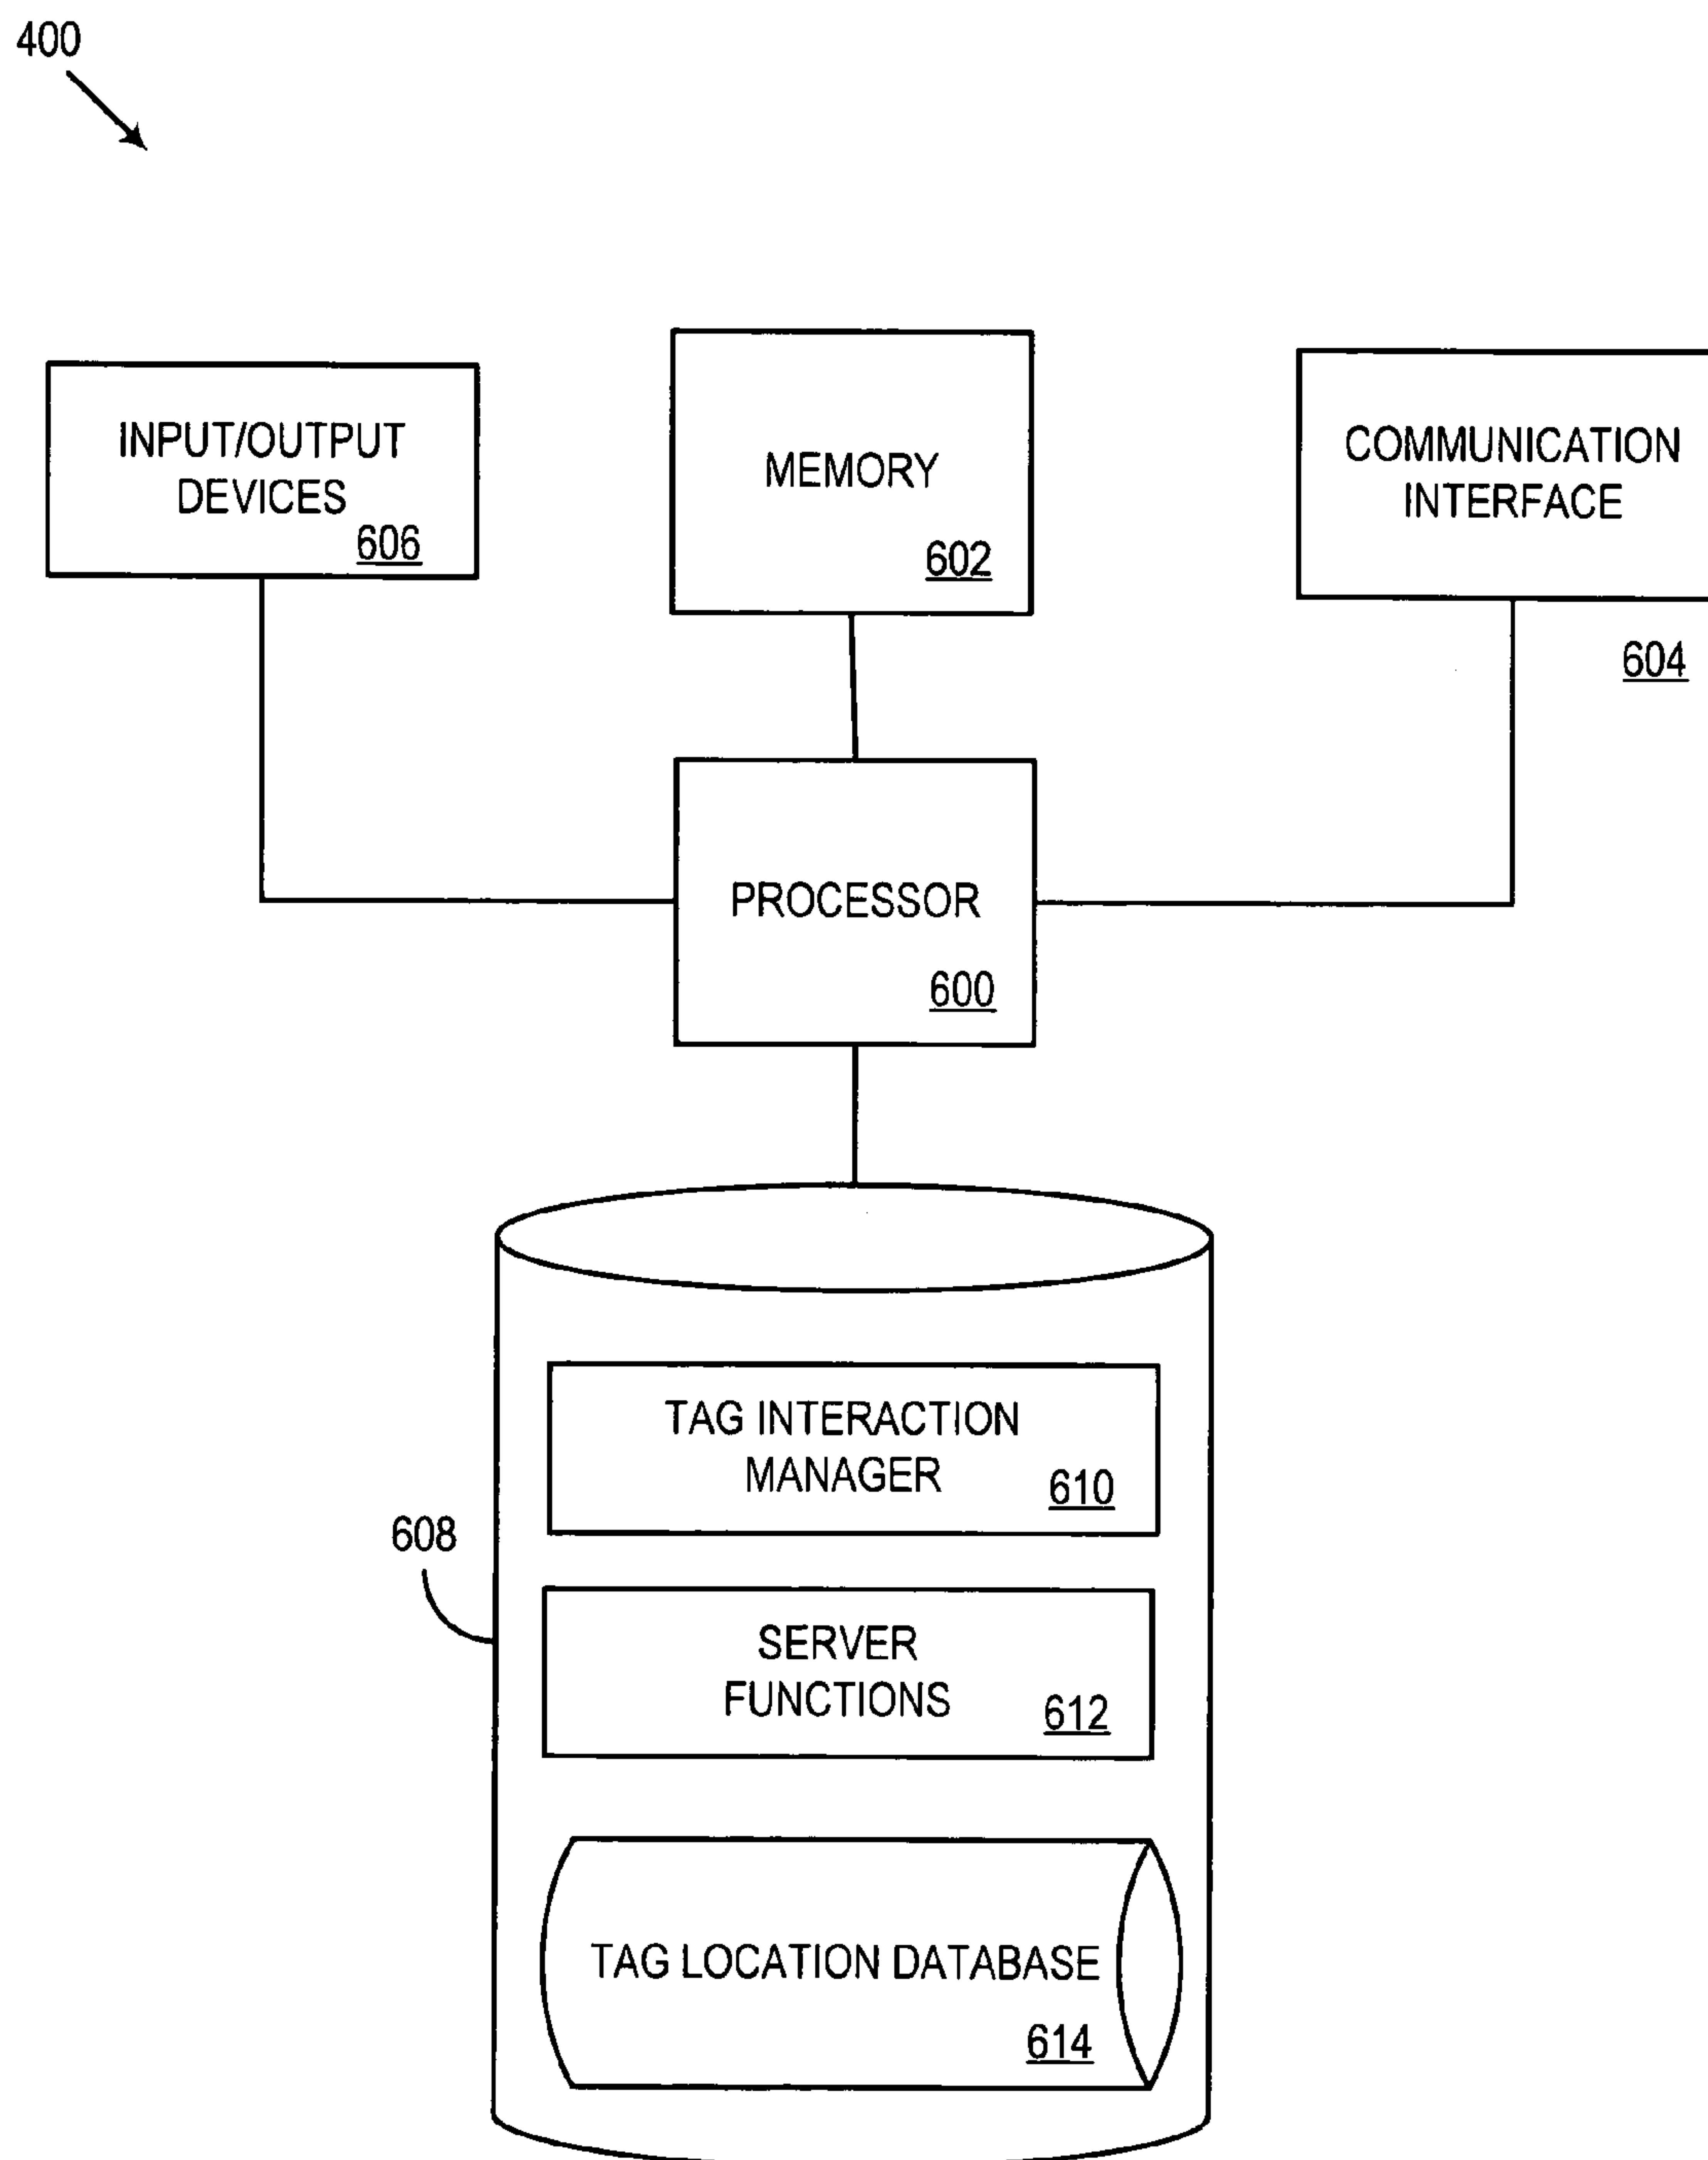 400
INPUT/OUTPUT
DEVICES
606
MEMORY
602
COMMUNICATION
INTERFACE
604
PROCESSOR
600
TAG INTERACTION
MANAGER
610
608
SERVER
FUNCTIONS
612
TAG LOCATION DATABASE
614